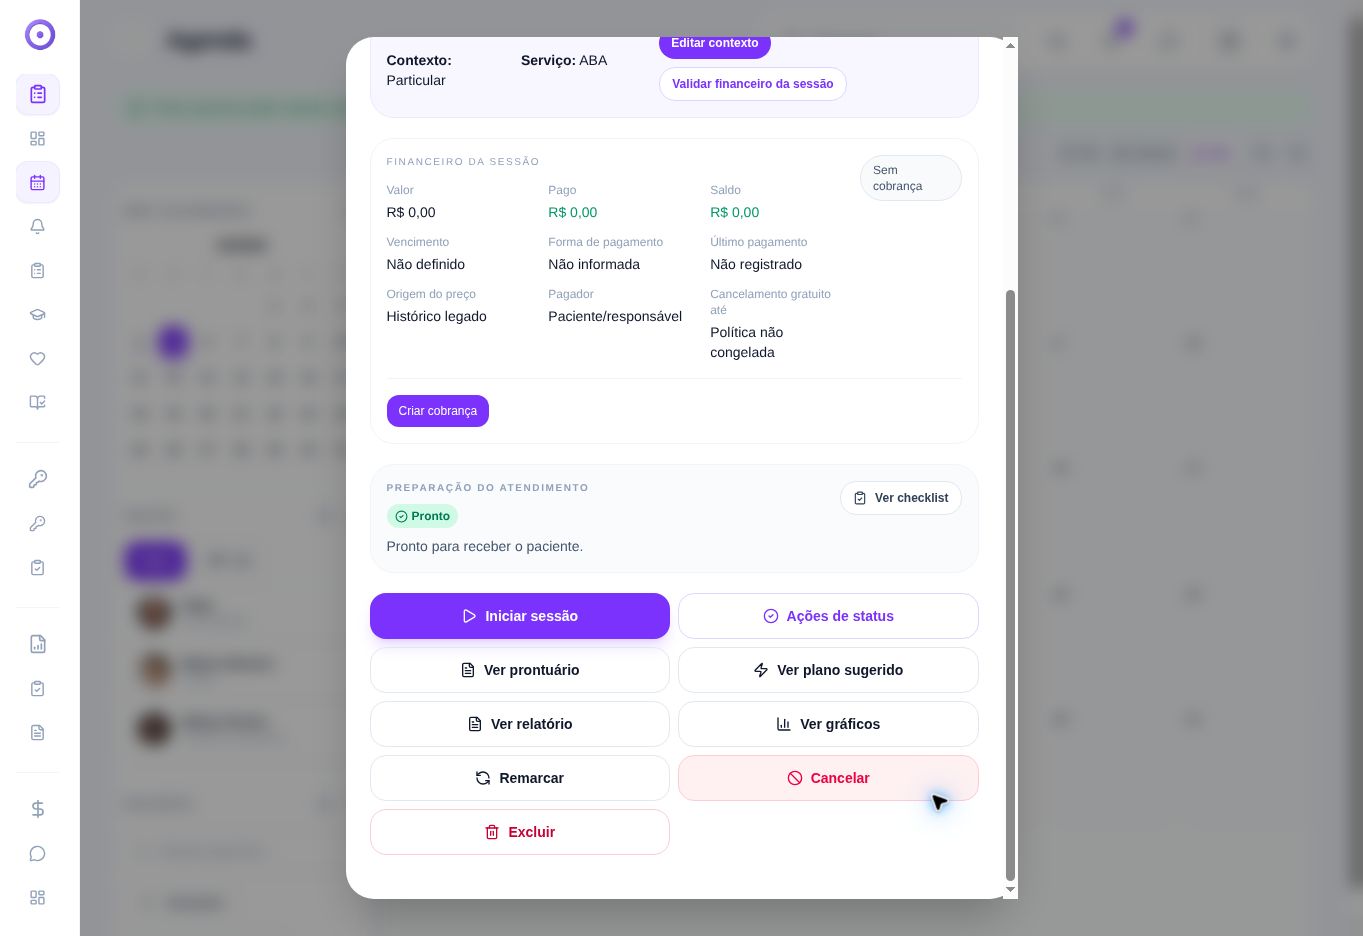 Editar contexto
Contexto: Serviço: ABA
Particular
Validar financeiro da sessão
FINANCEIRO DA SESSÃO
Sem
cobrança
Valor Pago Saldo
R$ 0,00 R$ 0,00 R$ 0,00
Vencimento Forma de pagamento Último pagamento
Não definido Não informada Não registrado
Origem do preço Pagador Cancelamento gratuito
até
Histórico legado Paciente/responsável Política não
congelada
Criar cobrança
PREPARAÇÃO DO ATENDIMENTO
Ver checklist
Pronto
Pronto para receber o paciente.
Iniciar sessão Ações de status
Ver prontuário Ver plano sugerido
Ver relatório Ver gráficos
Remarcar Cancelar
Excluir